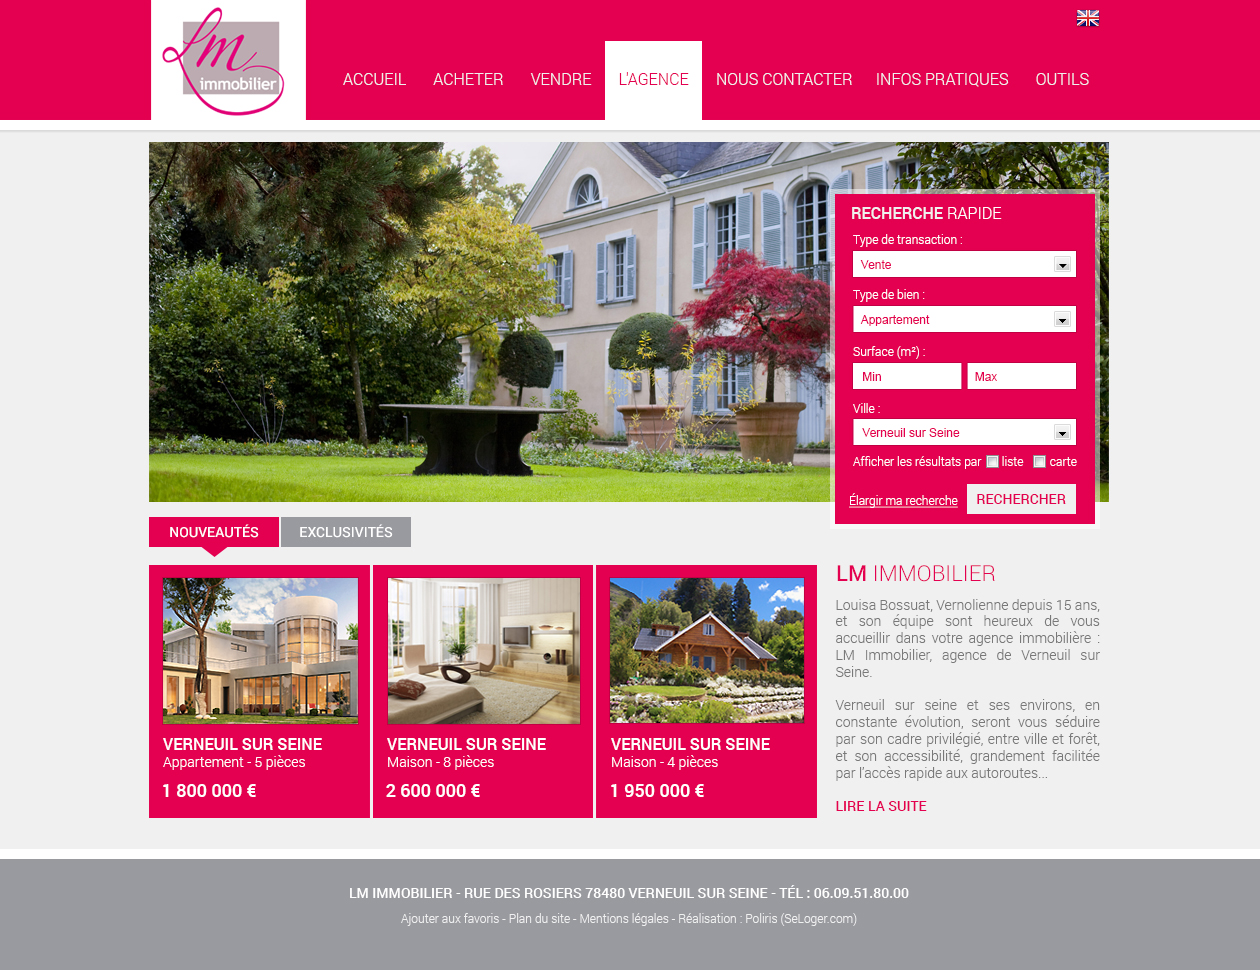 LM
immobilier
ACCUEIL ACHETER VENDRE L'AGENCE NOUS CONTACTER INFOS PRATIQUES OUTILS
RECHERCHE RAPIDE
Type de transaction :
Vente
Type de bien :
Appartement
Surface (m²) :
Min Max
Ville :
Verneuil sur Seine
Afficher les résultats par liste carte
Élargir ma recherche RECHERCHER
NOUVEAUTÉS EXCLUSIVITÉS
VERNEUIL SUR SEINE
Appartement - 5 pièces
1 800 000 €
VERNEUIL SUR SEINE
Maison - 8 pièces
2 600 000 €
VERNEUIL SUR SEINE
Maison - 4 pièces
1 950 000 €
LM IMMOBILIER
Louisa Bossuat, Vernolienne depuis 15 ans,
et son équipe sont heureux de vous
accueillir dans votre agence immobilière :
LM Immobilier, agence de Verneuil sur
Seine.
Verneuil sur seine et ses environs, en
constante évolution, seront vous séduire
par son cadre privilégié, entre ville et forêt,
et son accessibilité, grandement facilitée
par l'accès rapide aux autoroutes...
LIRE LA SUITE
LM IMMOBILIER - RUE DES ROSIERS 78480 VERNEUIL SUR SEINE - TÉL : 06.09.51.80.00
Ajouter aux favoris - Plan du site - Mentions légales - Réalisation : Poliris (SeLoger.com)